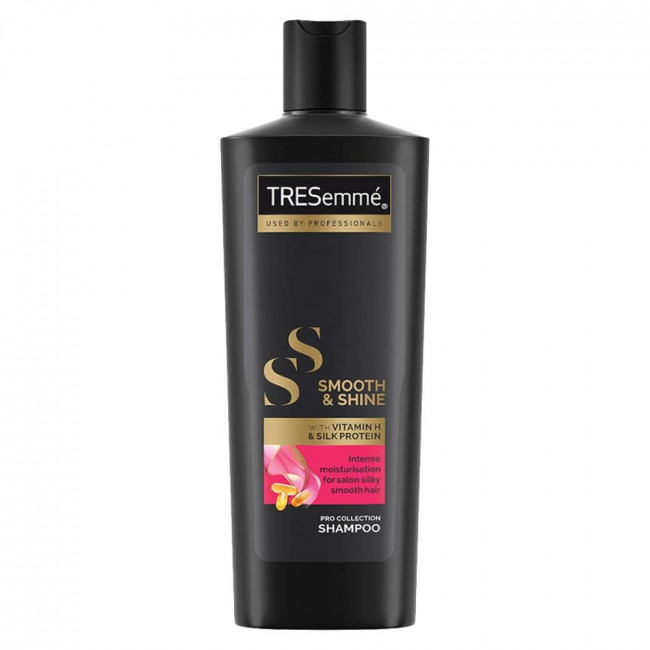 TRESemmé®
USED BY PROFESSIONALS
SS
SMOOTH
& SHINE
WITH VITAMIN H
& SILK PROTEIN
Intense
moisturisation
for salon silky
smooth hair
PRO COLLECTION
SHAMPOO